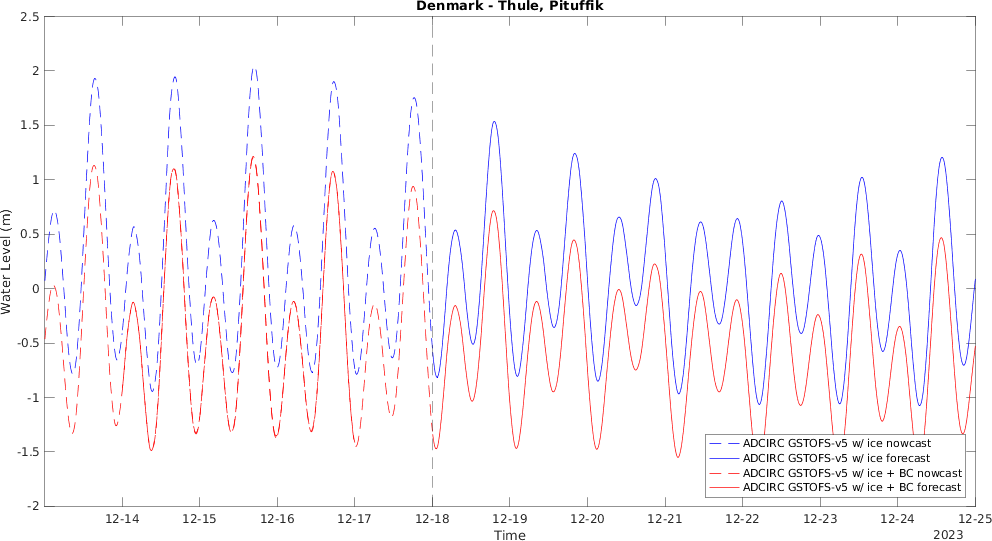 Denmark - Thule, Pituffik
2.5
2
1.5
1
0.5
0
-0.5
-1
-1.5
-2
Water Level (m)
ADCIRC GSTOFS-v5 w/ ice nowcast
ADCIRC GSTOFS-v5 w/ ice forecast
ADCIRC GSTOFS-v5 w/ ice + BC nowcast
ADCIRC GSTOFS-v5 w/ ice + BC forecast
12-14 12-15 12-16 12-17 12-18 12-19 12-20 12-21 12-22 12-23 12-24 12-25
Time
2023